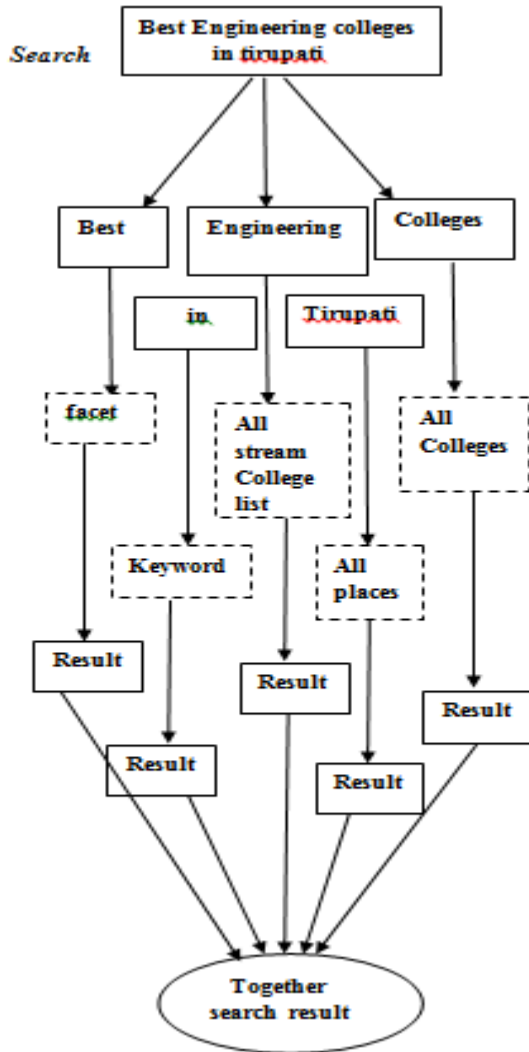 Search
Best Engineering colleges
in tirupati
Best
Engineering
Colleges
in
Tirupati
facet
All
stream
College
list
All
Colleges
Keyword
All
places
Result
Result
Result
Result
Result
Together
search result